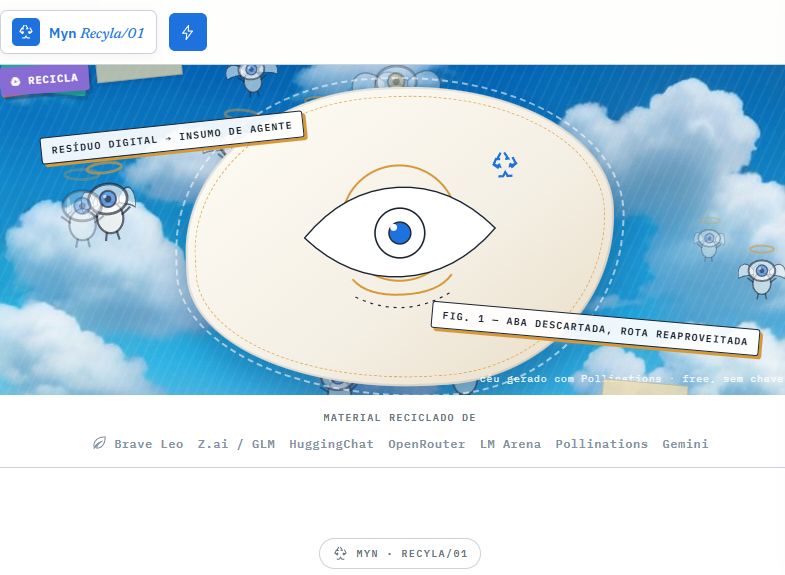 Myn Recyla/01
RECICLA
RESÍDUO DIGITAL → INSUMO DE AGENTE
FIG. 1 — ABA DESCARTADA, ROTA REAPROVEITADA
céu gerado com Pollinations · free, sem chave
MATERIAL RECICLADO DE
Brave Leo Z.ai / GLM HuggingChat OpenRouter LM Arena Pollinations Gemini
MYN · RECYLA/01